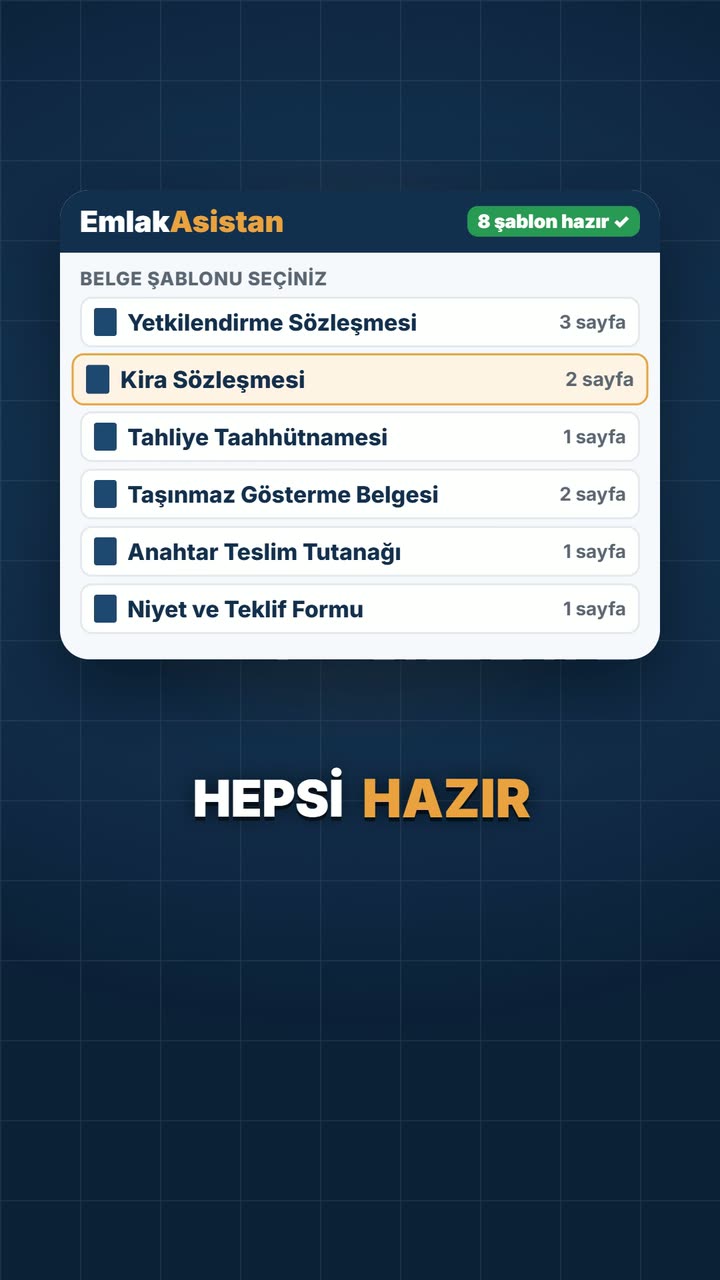 EmlakAsistan
8 şablon hazır ✓
BELGE ŞABLONU SEÇİNİZ
Yetkilendirme Sözleşmesi 3 sayfa
Kira Sözleşmesi 2 sayfa
Tahliye Taahhütnamesi 1 sayfa
Taşınmaz Gösterme Belgesi 2 sayfa
Anahtar Teslim Tutanağı 1 sayfa
Niyet ve Teklif Formu 1 sayfa
HEPSİ HAZIR